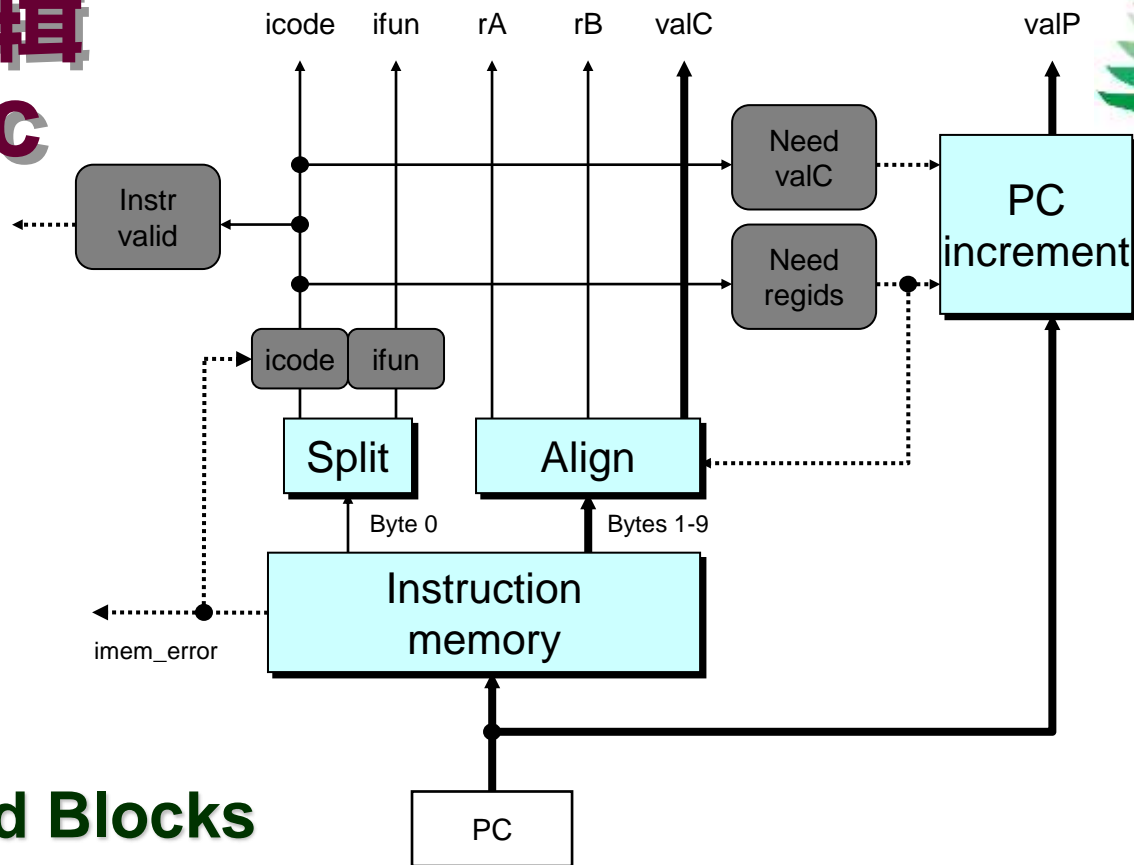 辑
c
icode ifun rA rB valC valP
Need
valC
Instr
valid
PC
increment
Need
regids
icode ifun
Split
Align
Byte 0
Bytes 1-9
Instruction
memory
imem_error
d Blocks
PC